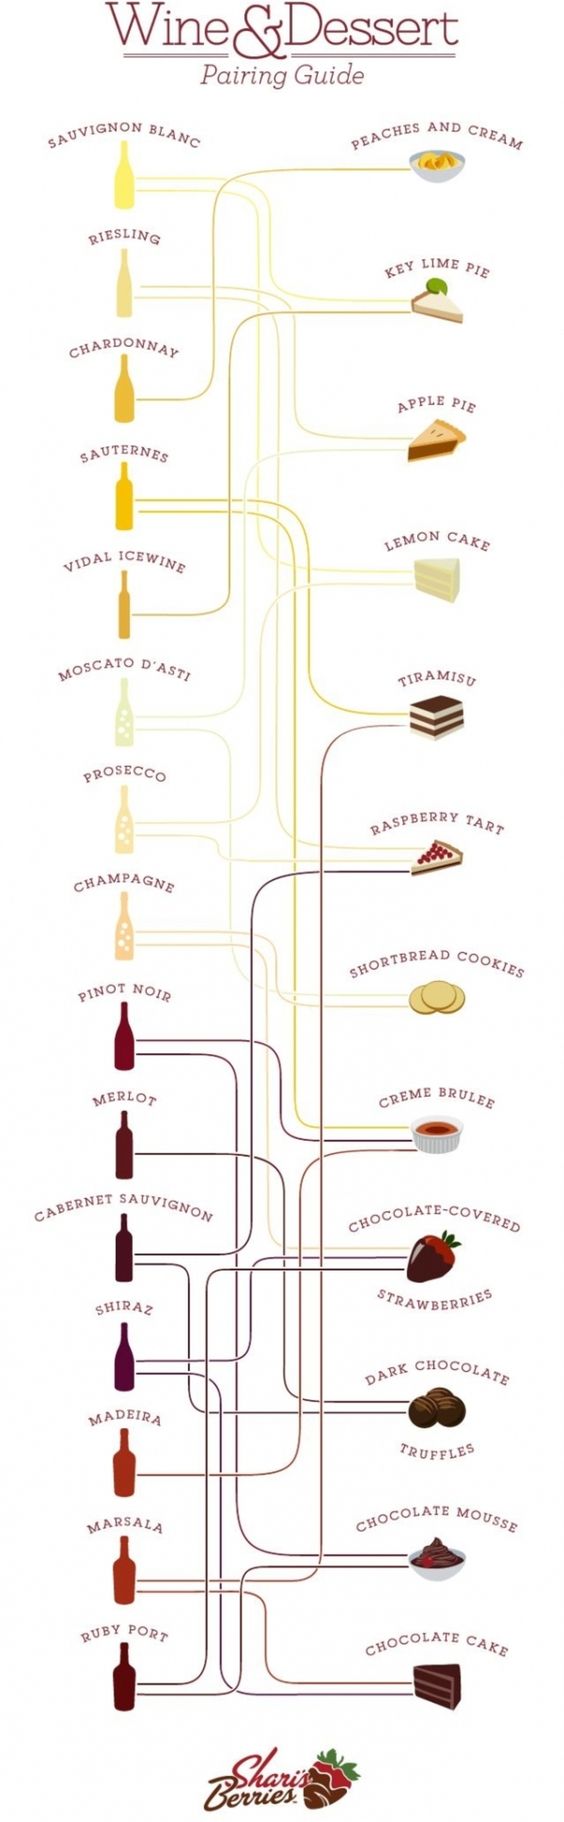 Wine & Dessert
Pairing Guide
SAUVIGNON BLANC
PEACHES AND CREAM
RIESLING
KEY LIME PIE
CHARDONNAY
APPLE PIE
SAUTERNES
LEMON CAKE
VIDAL ICEWINE
MOSCATO D'ASTI
TIRAMISU
PROSECCO
RASPBERRY TART
CHAMPAGNE
SHORTBREAD COOKIES
PINOT NOIR
CREME BRULEE
MERLOT
CABERNET SAUVIGNON
CHOCOLATE-COVERED
STRAWBERRIES
SHIRAZ
DARK CHOCOLATE
TRUFFLES
MADEIRA
CHOCOLATE MOUSSE
MARSALA
RUBY PORT
CHOCOLATE CAKE
Shari's
Berries